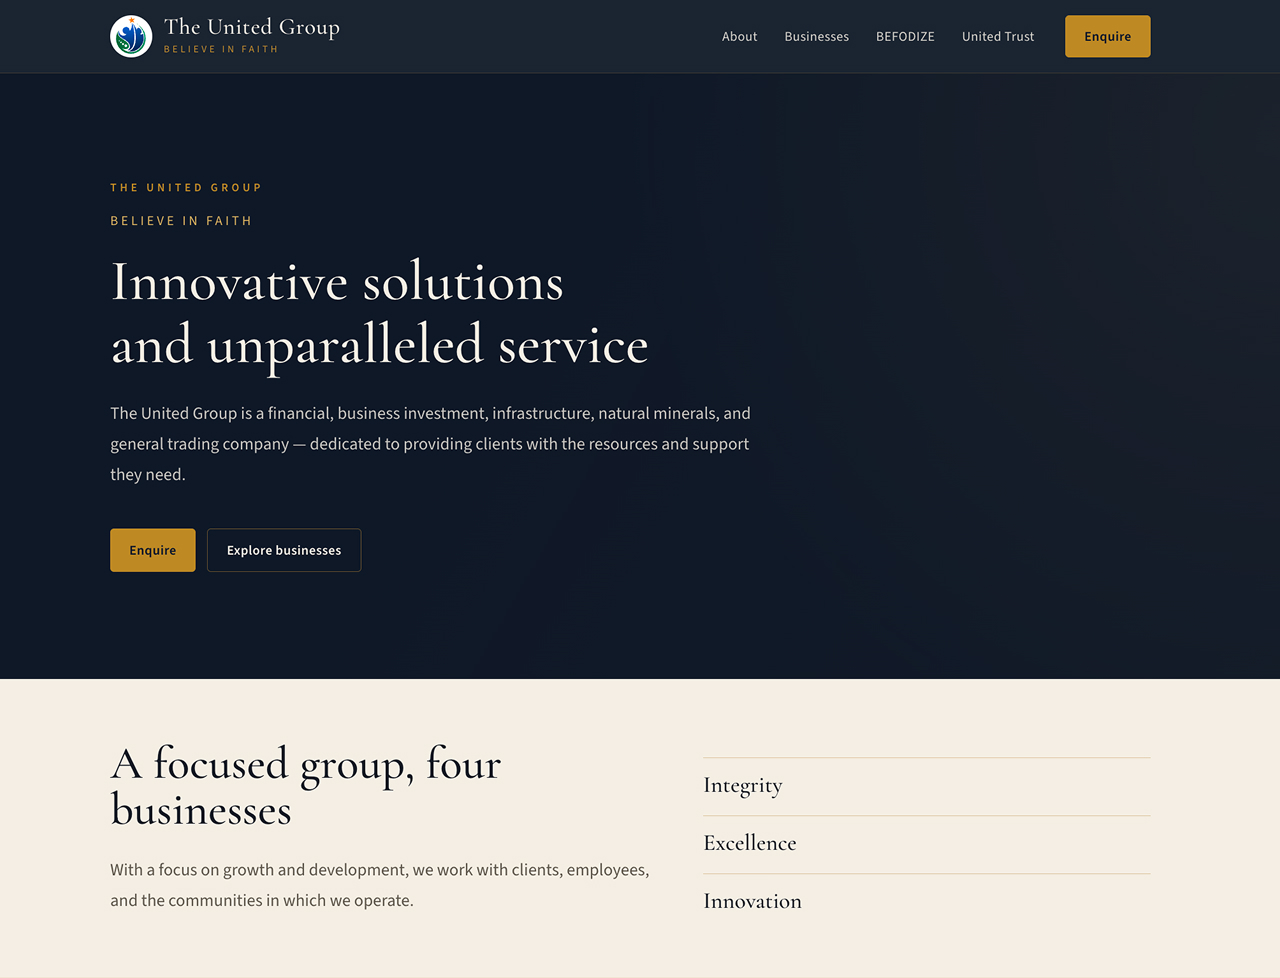 The United Group
BELIEVE IN FAITH
About
Businesses
BEFODIZE
United Trust
Enquire
THE UNITED GROUP
BELIEVE IN FAITH
Innovative solutions
and unparalleled service
The United Group is a financial, business investment, infrastructure, natural minerals, and
general trading company — dedicated to providing clients with the resources and support
they need.
Enquire
Explore businesses
A focused group, four
businesses
With a focus on growth and development, we work with clients, employees,
and the communities in which we operate.
Integrity
Excellence
Innovation